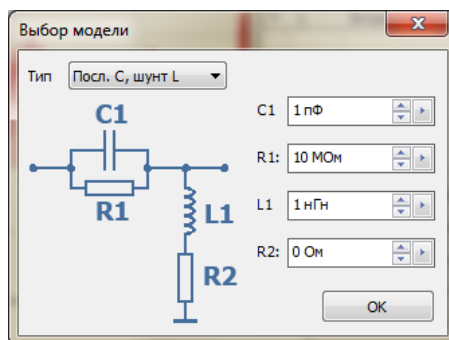 Выбор модели
Тип Посл. C, шунт L
C1
R1
L1
R2
C1 1 пФ
R1: 10 МОм
L1 1 нГн
R2: 0 Ом
OK